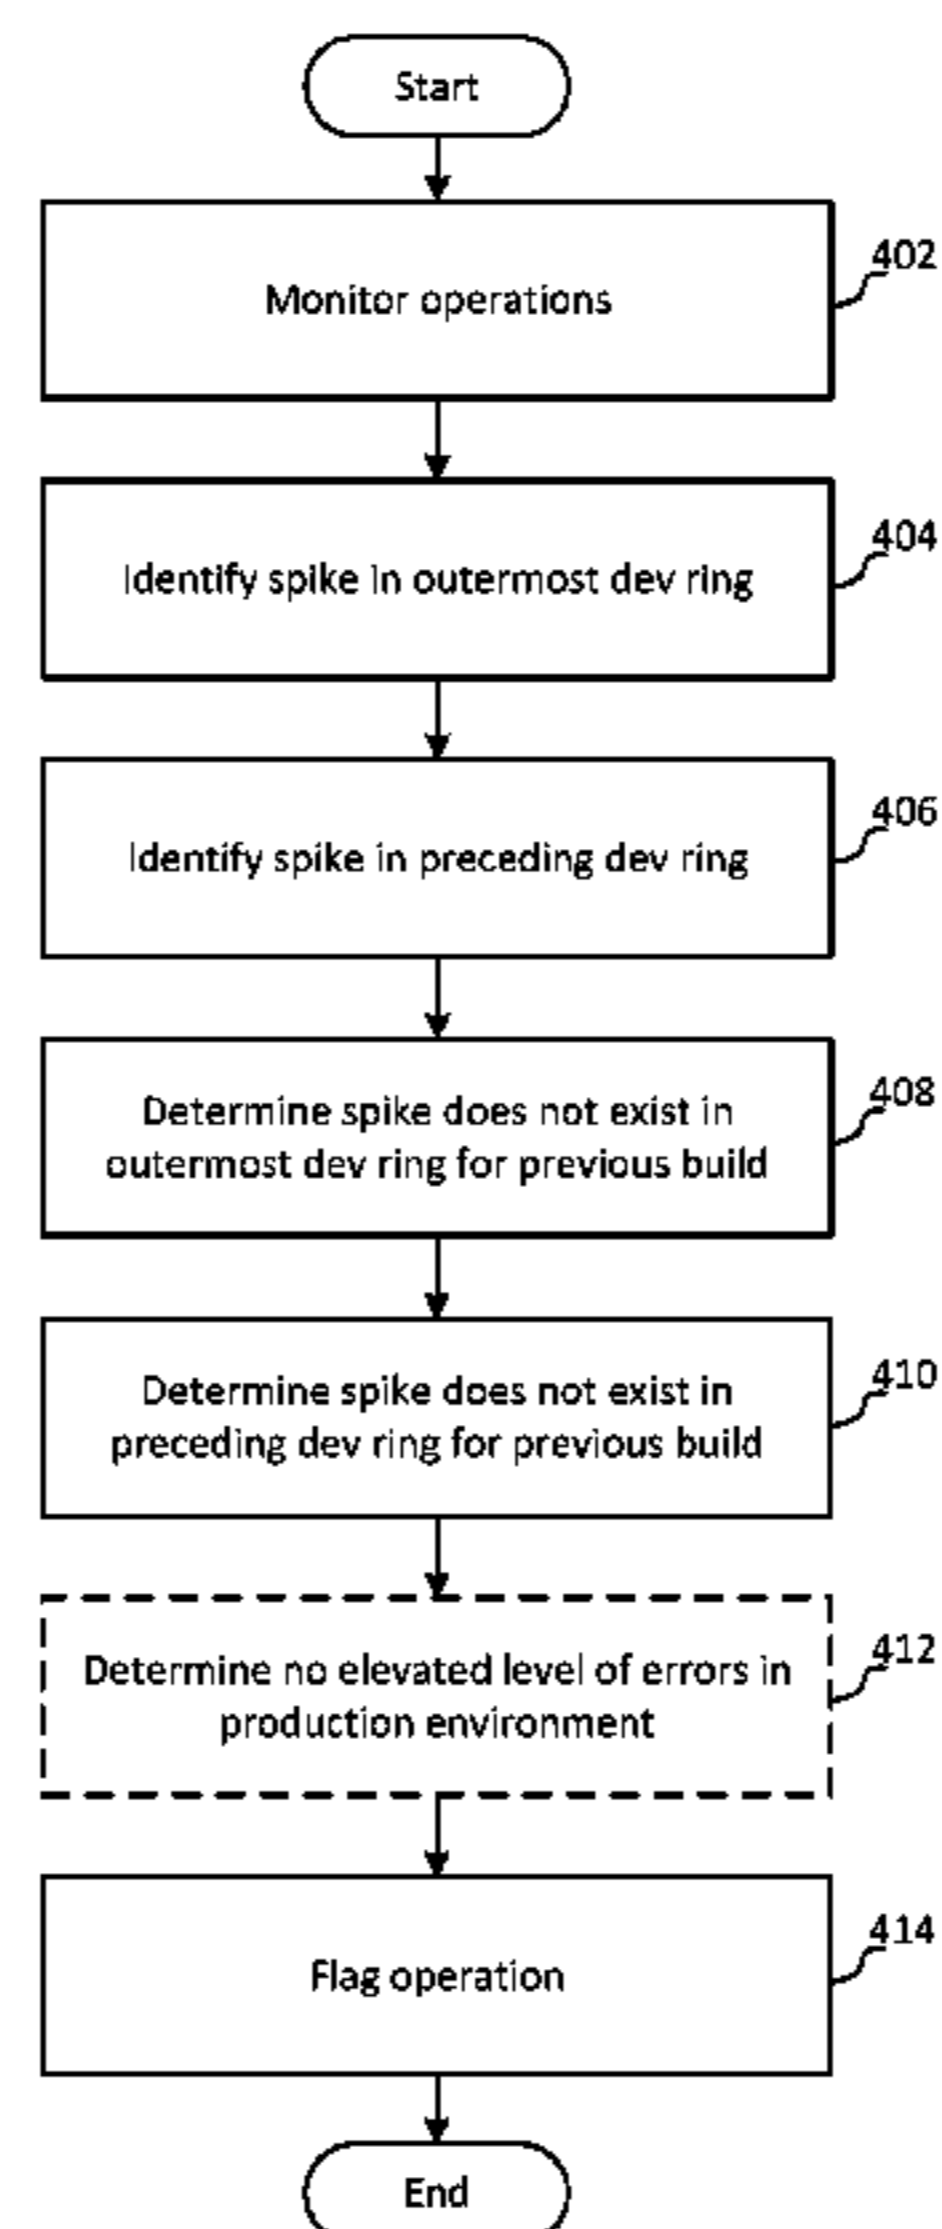 Start
Monitor operations
402
Identify spike in outermost dev ring
404
Identify spike in preceding dev ring
406
Determine spike does not exist in
outermost dev ring for previous build
408
Determine spike does not exist in
preceding dev ring for previous build
410
Determine no elevated level of errors in
production environment
412
Flag operation
414
End